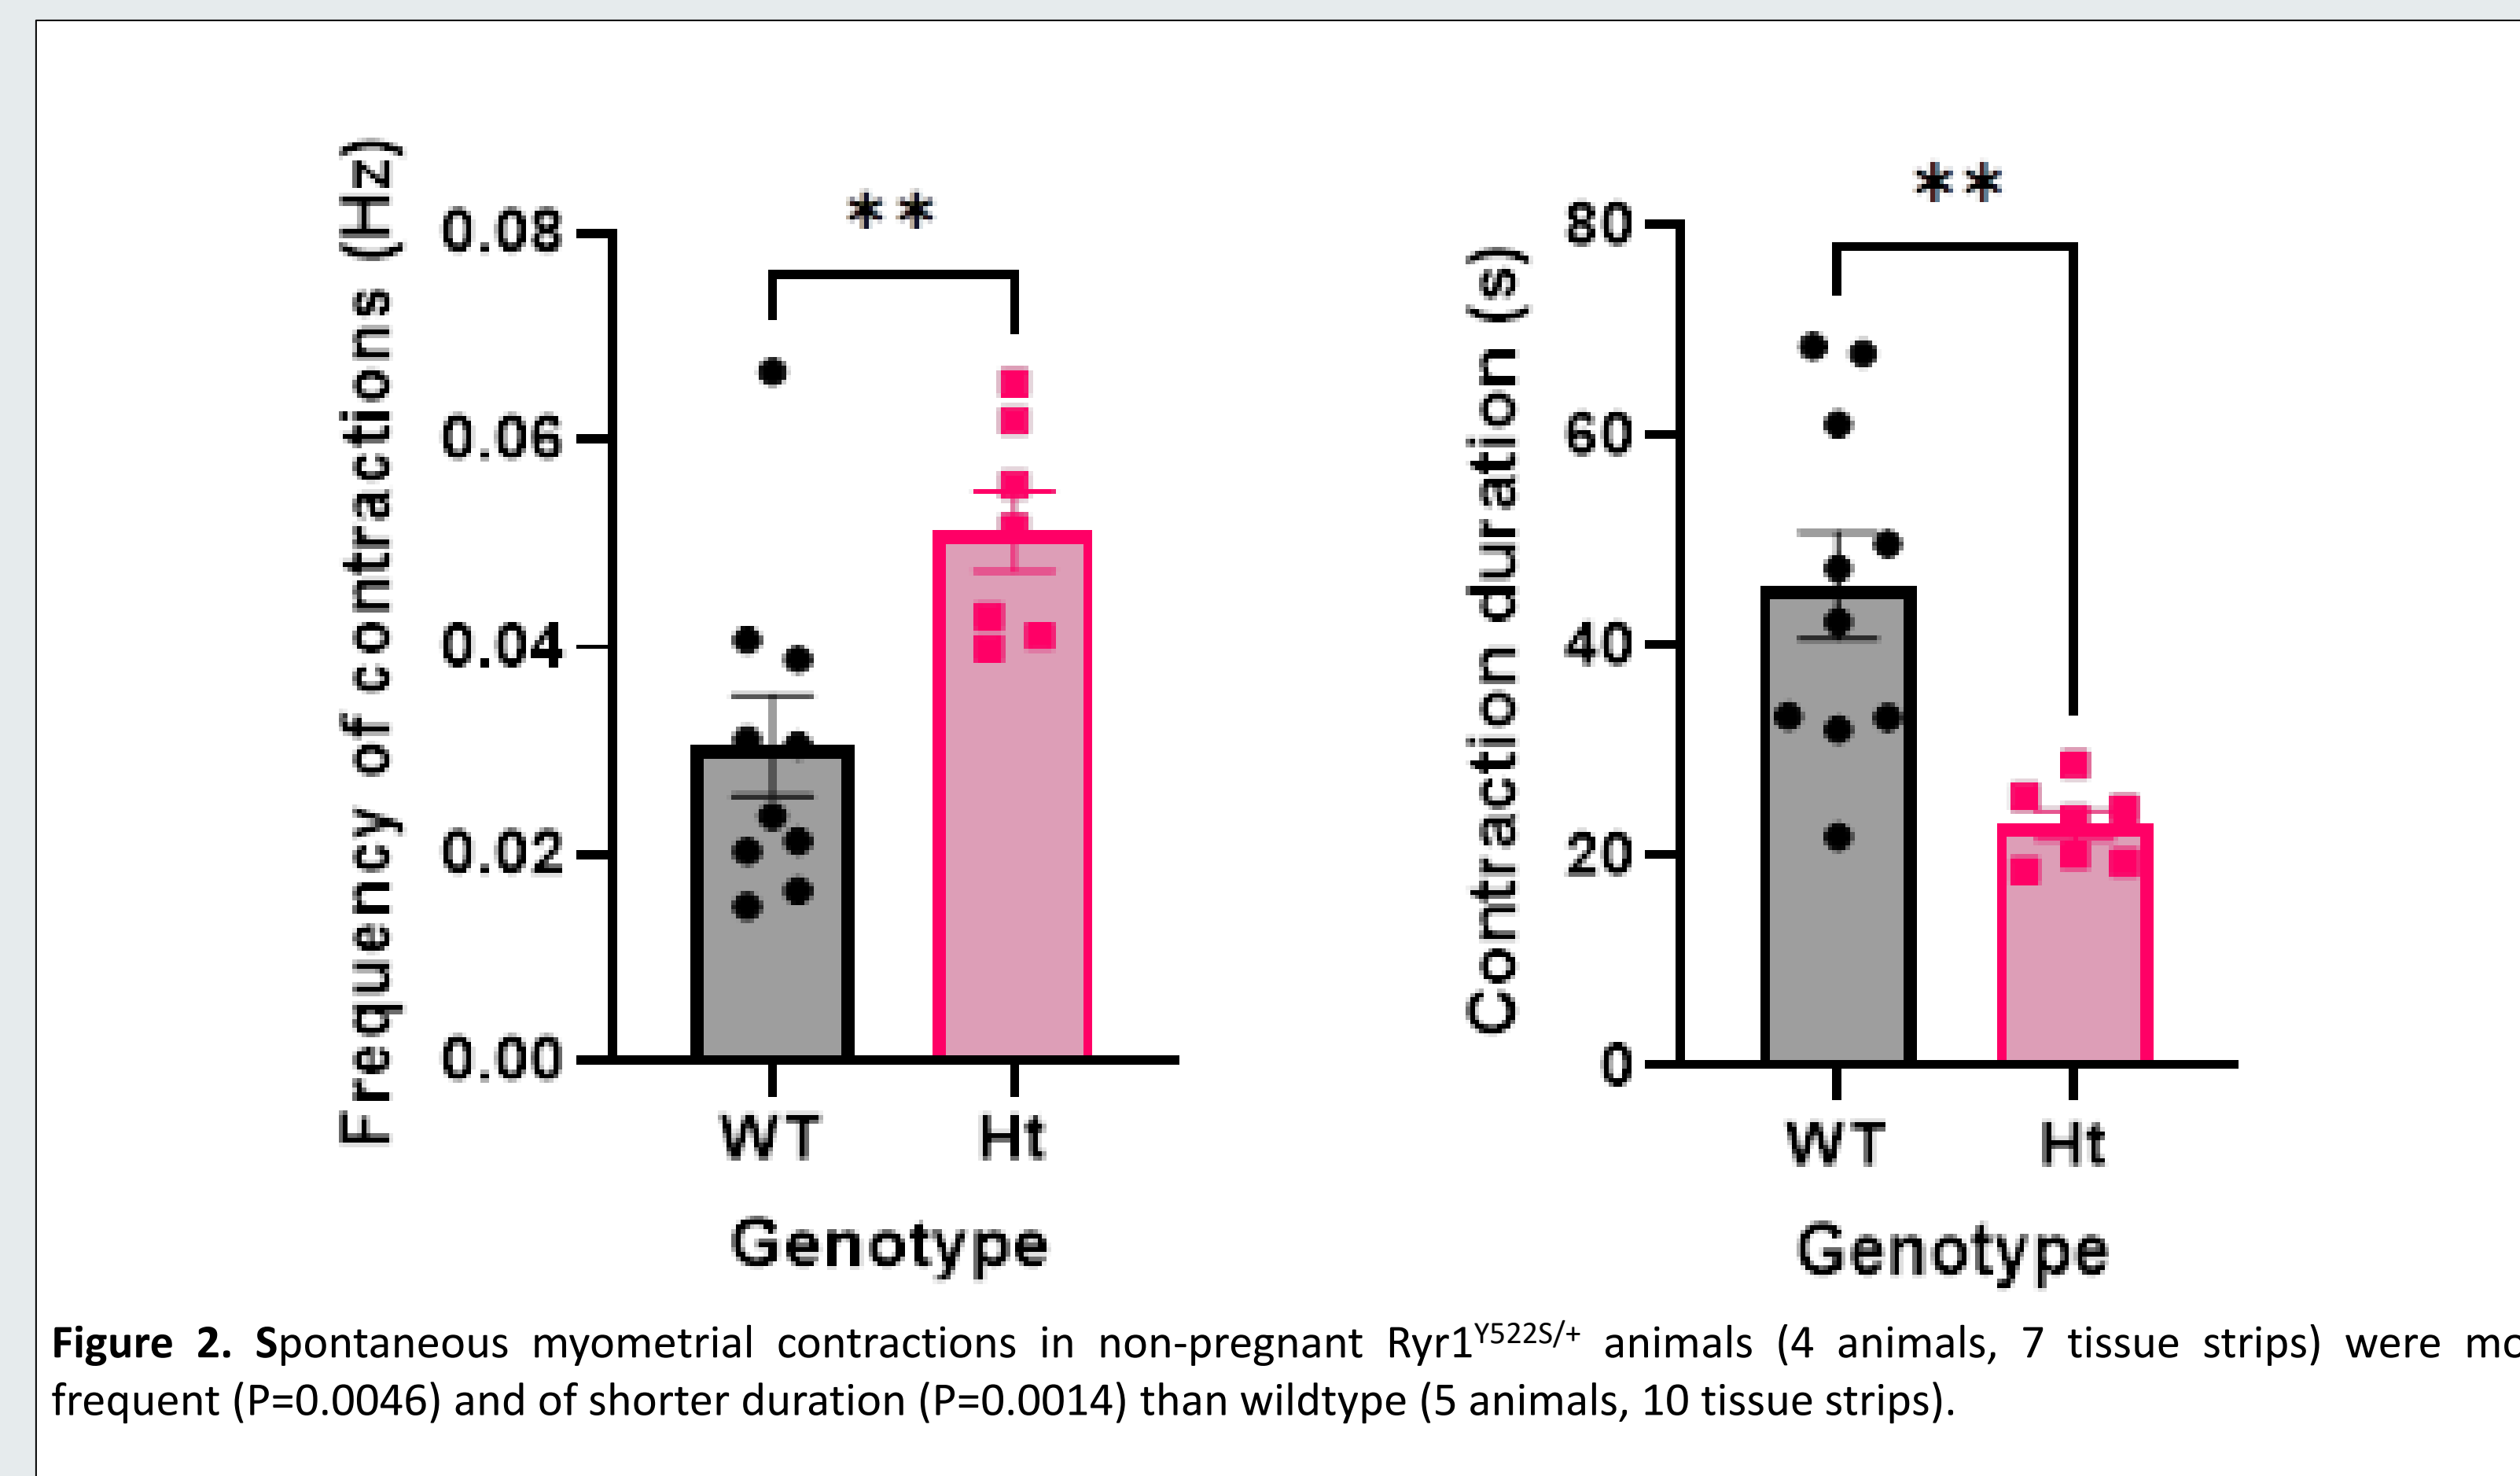 Frequency of contractions (Hz)
0.08
0.06
0.04
0.02
0.00
**
WT Ht
Genotype
Contraction duration (s)
80
60
40
20
0
**
WT Ht
Genotype
Figure 2. Spontaneous myometrial contractions in non-pregnant Ryr1Y522S/+ animals (4 animals, 7 tissue strips) were
frequent (P=0.0046) and of shorter duration (P=0.0014) than wildtype (5 animals, 10 tissue strips).